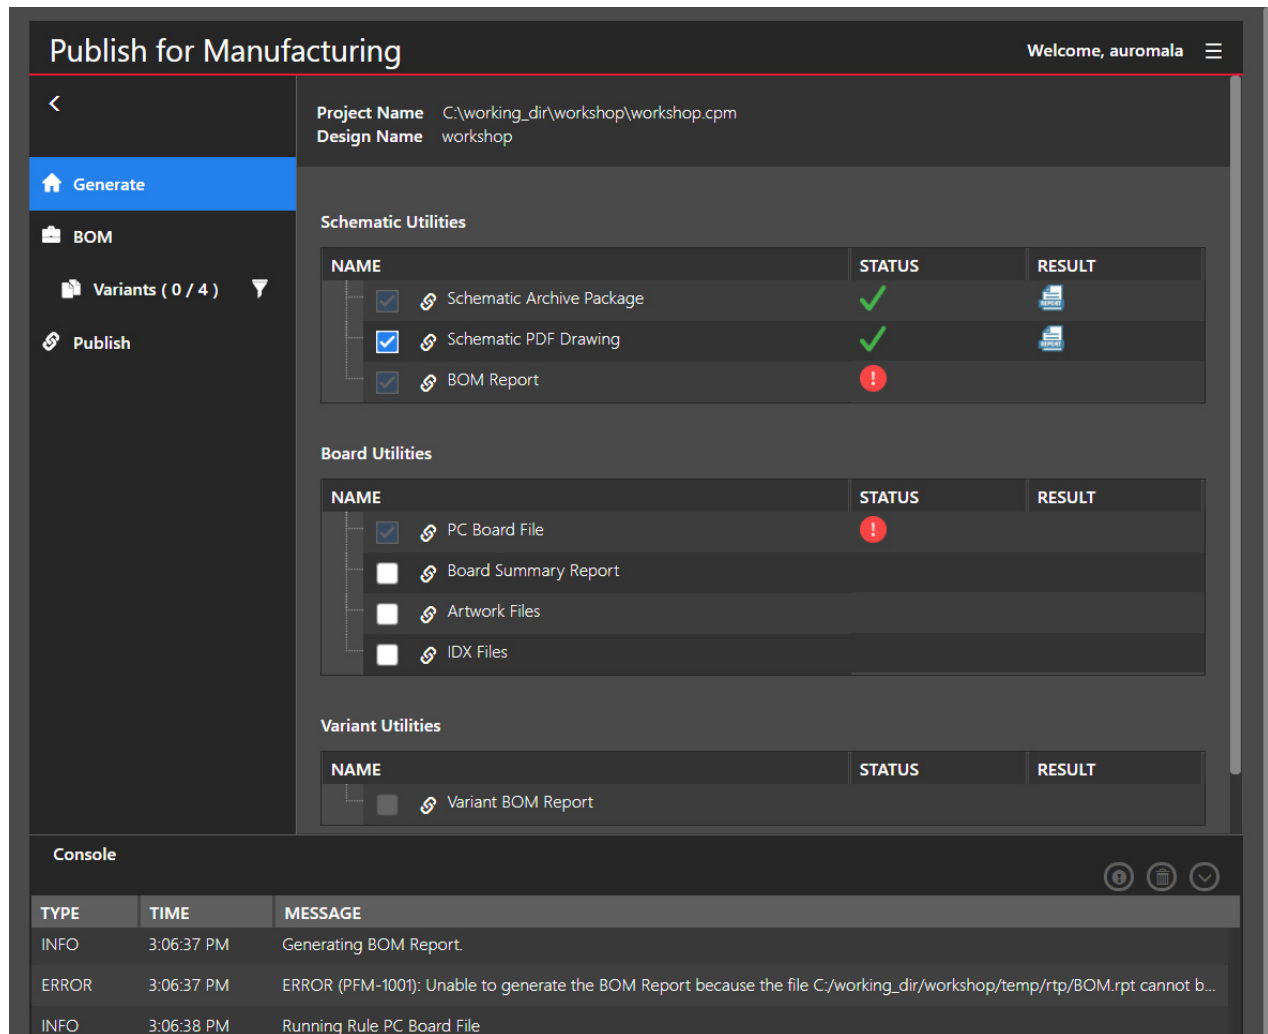 Publish for Manufacturing
Welcome, auromala
Project Name C:\working_dir\workshop\workshop.cpm
Design Name workshop
Generate
BOM
Variants ( 0 / 4 )
Publish
Schematic Utilities
NAME STATUS RESULT
Schematic Archive Package
REPORT
Schematic PDF Drawing
REPORT
BOM Report
Board Utilities
NAME STATUS RESULT
PC Board File
Board Summary Report
Artwork Files
IDX Files
Variant Utilities
NAME STATUS RESULT
Variant BOM Report
Console
TYPE TIME MESSAGE
INFO 3:06:37 PM Generating BOM Report.
ERROR 3:06:37 PM ERROR (PFM-1001): Unable to generate the BOM Report because the file C:/working_dir/workshop/temp/rtp/BOM.rpt cannot b...
INFO 3:06:38 PM Running Rule PC Board File